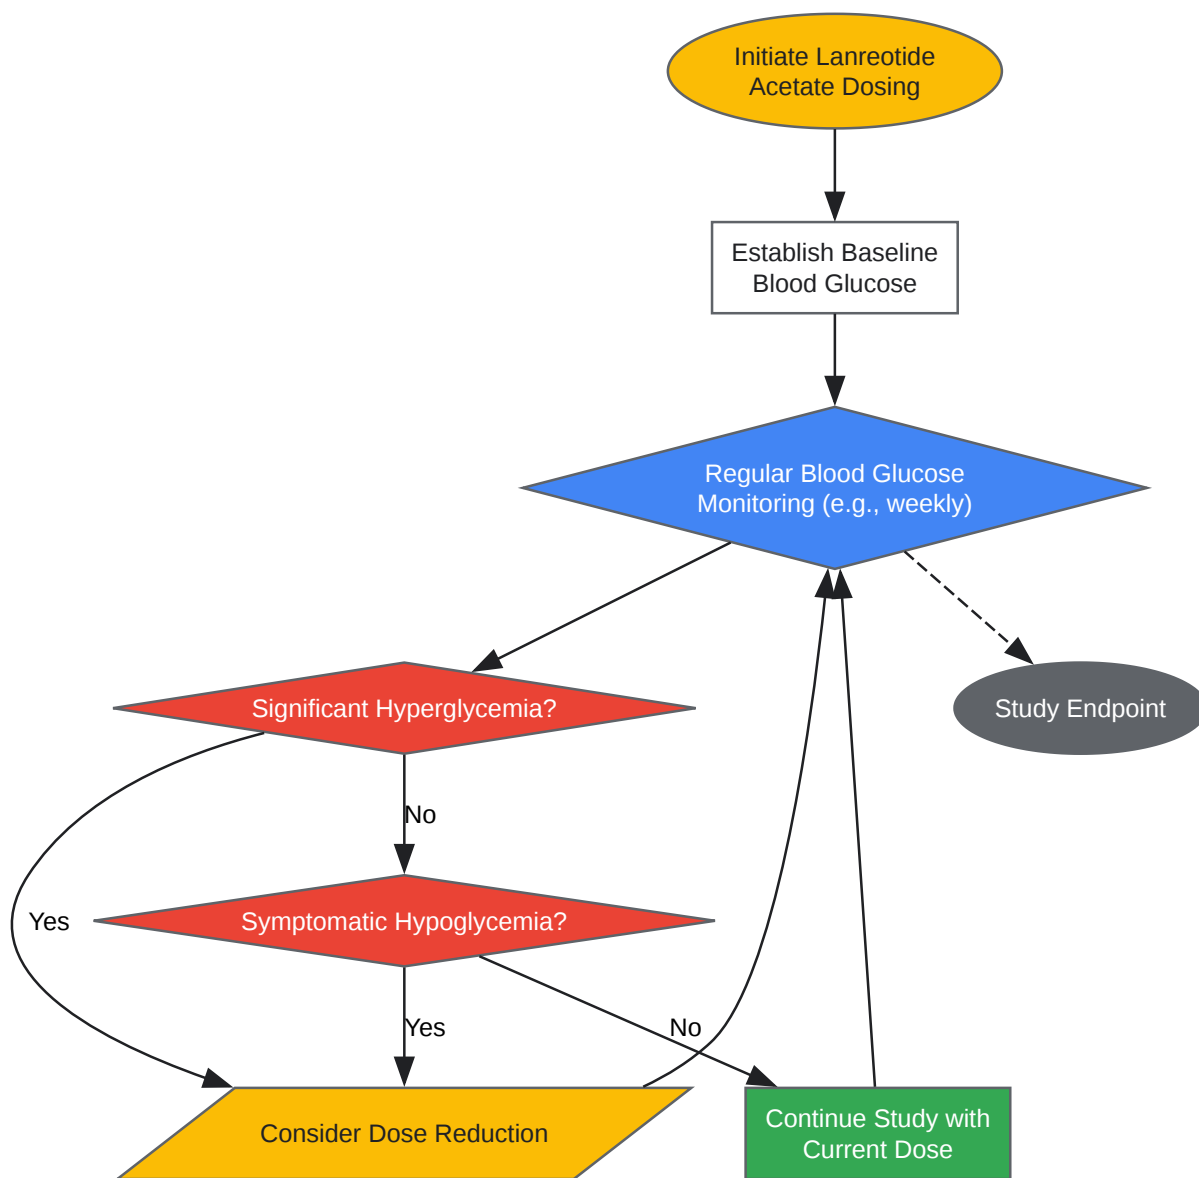 Initiate Lanreotide
Acetate Dosing
Establish Baseline
Blood Glucose
Regular Blood Glucose
Monitoring (e.g., weekly)
Significant Hyperglycemia?
Study Endpoint
No
Yes
Symptomatic Hypoglycemia?
Yes
No
Consider Dose Reduction
Continue Study with
Current Dose